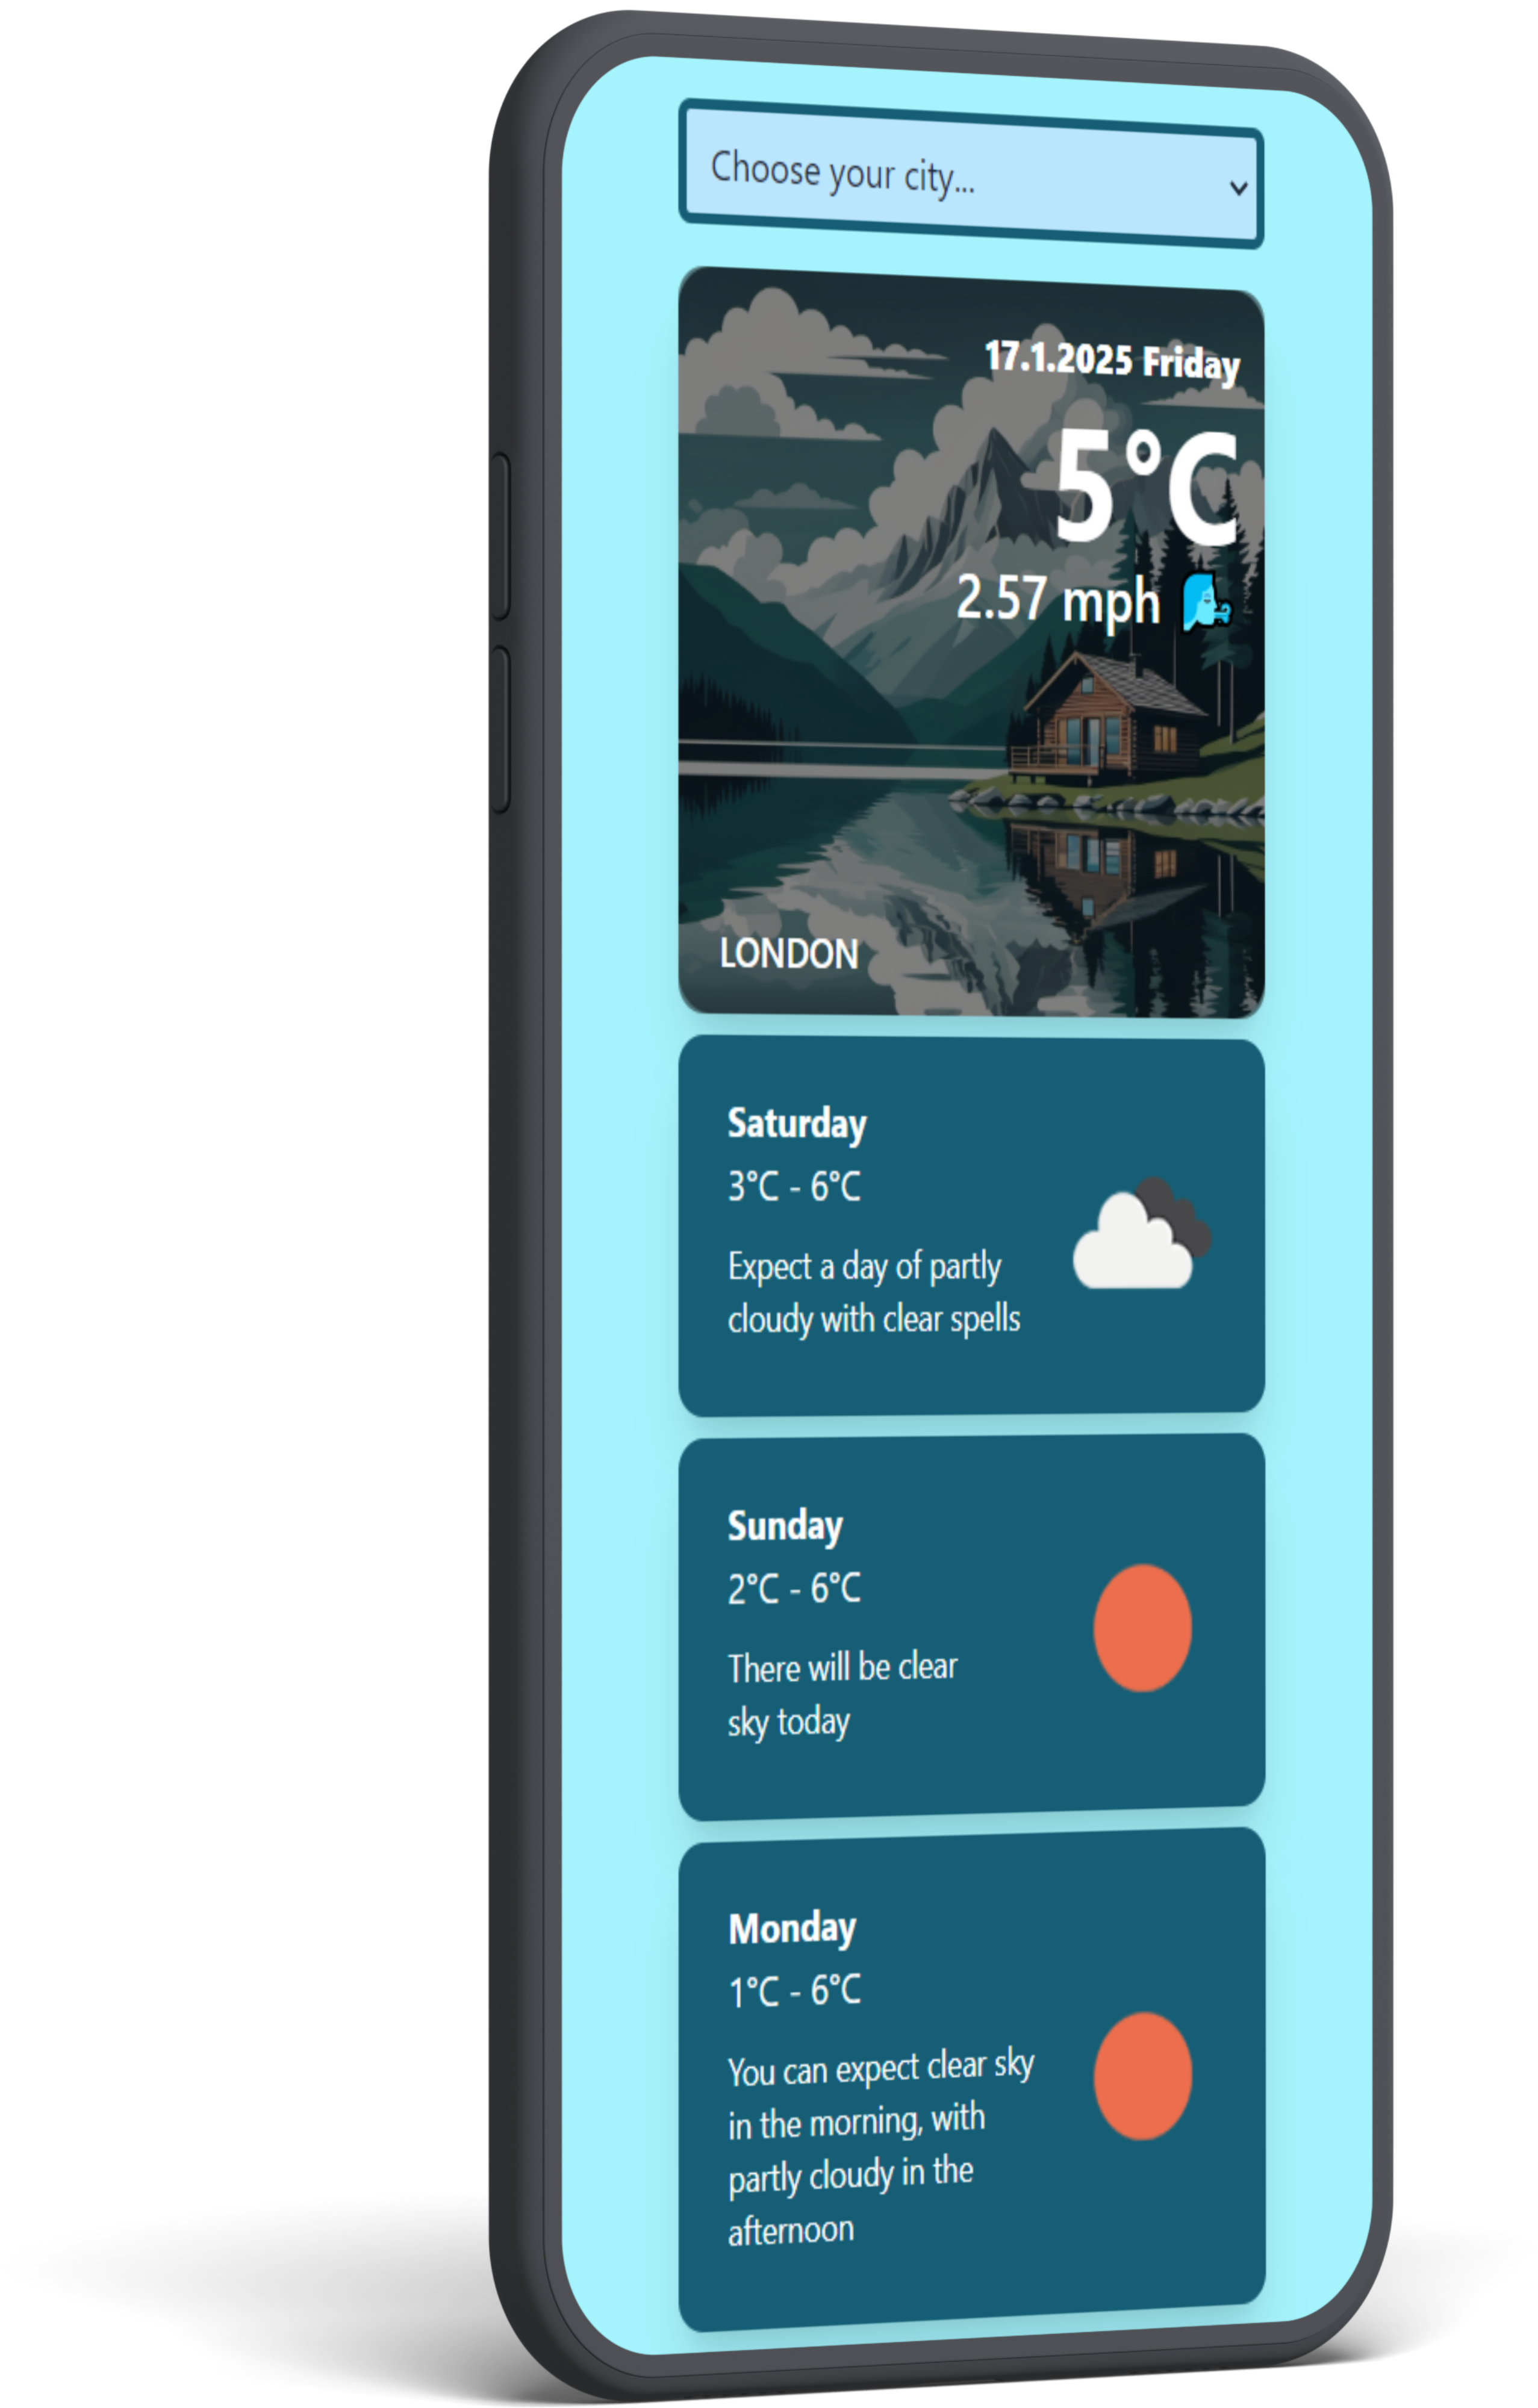 Choose your city...
17.1.2025 Friday
5°C
2.57 mph
LONDON
Saturday
3°C - 6°C
Expect a day of partly
cloudy with clear spells
Sunday
2°C - 6°C
There will be clear
sky today
Monday
1°C - 6°C
You can expect clear sky
in the morning, with
partly cloudy in the
afternoon